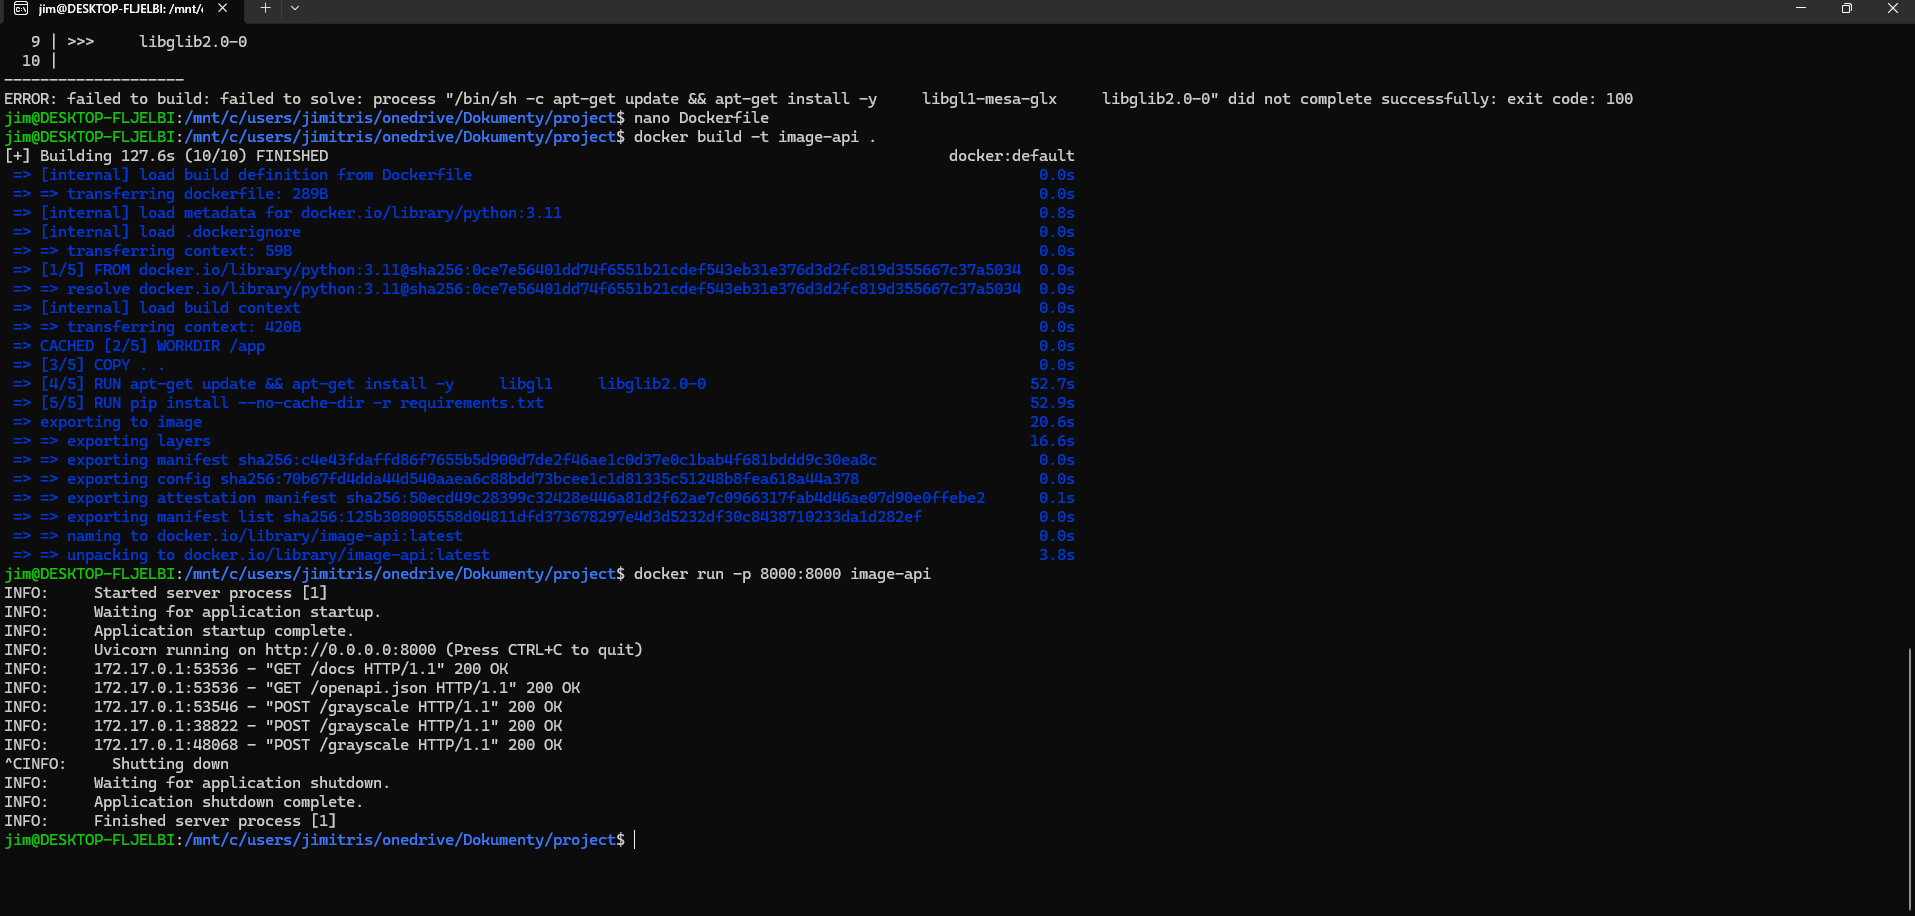 jim@DESKTOP-FLJELBI: /mnt/c
9 | >>>     libglib2.0-0
10 |
--------------------
ERROR: failed to build: failed to solve: process "/bin/sh -c apt-get update && apt-get install -y     libgl1-mesa-glx     libglib2.0-0" did not complete successfully: exit code: 100
jim@DESKTOP-FLJELBI:/mnt/c/users/jimitris/onedrive/Dokumenty/project$ nano Dockerfile
jim@DESKTOP-FLJELBI:/mnt/c/users/jimitris/onedrive/Dokumenty/project$ docker build -t image-api .
[+] Building 127.6s (10/10) FINISHED docker:default
=> [internal] load build definition from Dockerfile 0.0s
=> => transferring dockerfile: 289B 0.0s
=> [internal] load metadata for docker.io/library/python:3.11 0.8s
=> [internal] load .dockerignore 0.0s
=> => transferring context: 59B 0.0s
=> [1/5] FROM docker.io/library/python:3.11@sha256:0ce7e56401dd74f6551b21cdef543eb31e376d3d2fc819d355667c37a5034 0.0s
=> => resolve docker.io/library/python:3.11@sha256:0ce7e56401dd74f6551b21cdef543eb31e376d3d2fc819d355667c37a5034 0.0s
=> [internal] load build context 0.0s
=> => transferring context: 420B 0.0s
=> CACHED [2/5] WORKDIR /app 0.0s
=> [3/5] COPY . . 0.0s
=> [4/5] RUN apt-get update && apt-get install -y     libgl1     libglib2.0-0 52.7s
=> [5/5] RUN pip install --no-cache-dir -r requirements.txt 52.9s
=> exporting to image 20.6s
=> => exporting layers 16.6s
=> => exporting manifest sha256:c4e43fdaffd86f7655b5d900d7de2f46ae1c0d37e0c1bab4f681bddd9c30ea8c 0.0s
=> => exporting config sha256:70b67fd4dda44d540aaea6c88bdd73bcee1c1d81335c51248b8fea618a44a378 0.0s
=> => exporting attestation manifest sha256:50ecd49c28399c32428e446a81d2f62ae7c0966317fab4d46ae07d90e0ffebe2 0.1s
=> => exporting manifest list sha256:125b308005558d04811dfd373678297e4d3d5232df30c8438710233da1d282ef 0.0s
=> => naming to docker.io/library/image-api:latest 0.0s
=> => unpacking to docker.io/library/image-api:latest 3.8s
jim@DESKTOP-FLJELBI:/mnt/c/users/jimitris/onedrive/Dokumenty/project$ docker run -p 8000:8000 image-api
INFO:     Started server process [1]
INFO:     Waiting for application startup.
INFO:     Application startup complete.
INFO:     Uvicorn running on http://0.0.0.0:8000 (Press CTRL+C to quit)
INFO:     172.17.0.1:53536 - "GET /docs HTTP/1.1" 200 OK
INFO:     172.17.0.1:53536 - "GET /openapi.json HTTP/1.1" 200 OK
INFO:     172.17.0.1:53546 - "POST /grayscale HTTP/1.1" 200 OK
INFO:     172.17.0.1:38822 - "POST /grayscale HTTP/1.1" 200 OK
INFO:     172.17.0.1:48068 - "POST /grayscale HTTP/1.1" 200 OK
^CINFO:     Shutting down
INFO:     Waiting for application shutdown.
INFO:     Application shutdown complete.
INFO:     Finished server process [1]
jim@DESKTOP-FLJELBI:/mnt/c/users/jimitris/onedrive/Dokumenty/project$